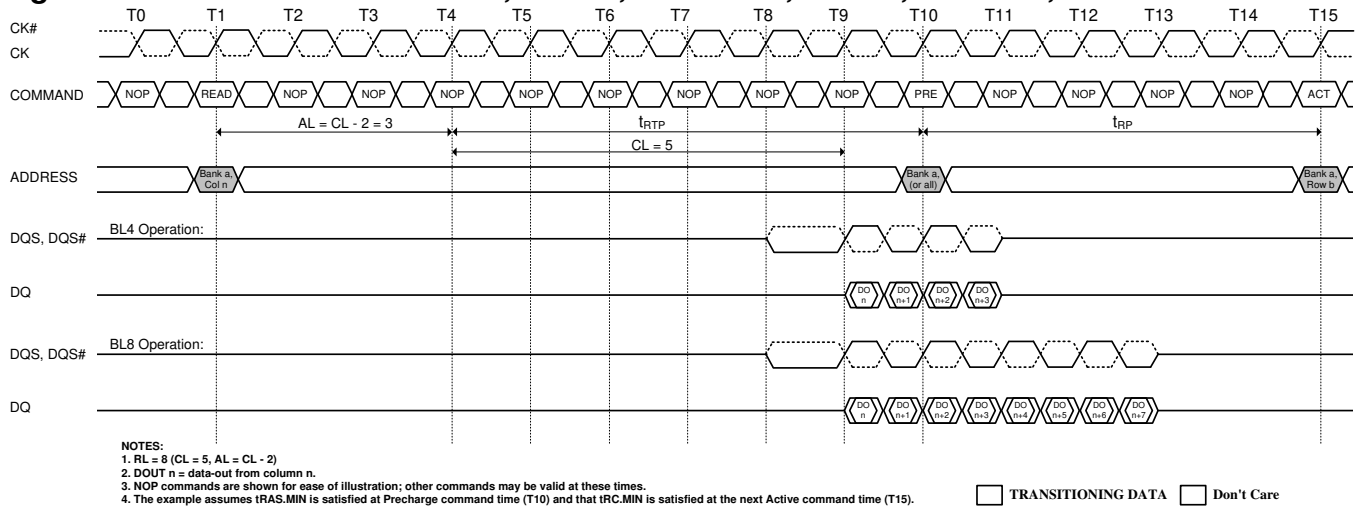 T0 T1 T2 T3 T4 T5 T6 T7 T8 T9 T10 T11 T12 T13 T14 T15
CK#
CK
COMMAND NOP READ NOP NOP NOP NOP NOP NOP NOP NOP PRE NOP NOP NOP NOP ACT
AL = CL - 2 = 3 tRTP tRP
CL = 5
ADDRESS
Bank a, Col n
Bank a, (or all)
Bank a, Row b
BL4 Operation:
DQS, DQS#
DQ
DO n DO n+1 DO n+2 DO n+3
BL8 Operation:
DQS, DQS#
DQ
DO n DO n+1 DO n+2 DO n+3 DO n+4 DO n+5 DO n+6 DO n+7
NOTES:
1. RL = 8 (CL = 5, AL = CL - 2)
2. DOUT n = data-out from column n.
3. NOP commands are shown for ease of illustration; other commands may be valid at these times.
4. The example assumes tRAS.MIN is satisfied at Precharge command time (T10) and that tRC.MIN is satisfied at the next Active command time (T15).
TRANSITIONING DATA Don't Care